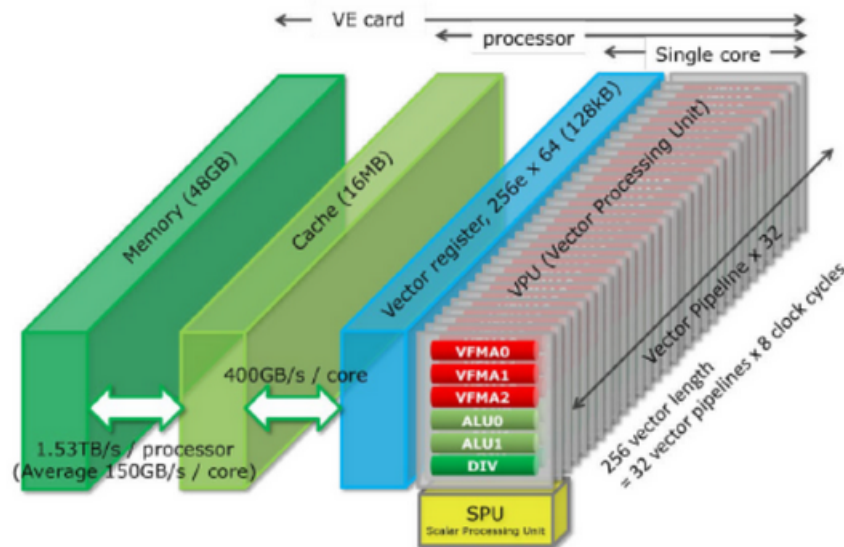 VE card
processor
Single core
Memory (48GB)
Cache (16MB)
Vector register, 256e × 64 (128kB)
VPU (Vector Processing Unit)
Vector Pipeline × 32
256 vector length
= 32 vector pipelines x 8 clock cycles
400GB/s / core
1.53TB/s / processor
(Average 150GB/s / core)
VFMA0
VFMA1
VFMA2
ALU0
ALU1
DIV
SPU
Scalar Processing Unit